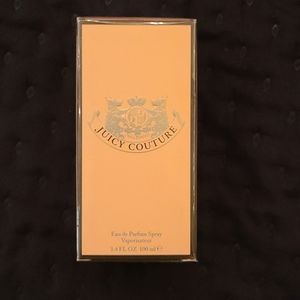 JUICY COUTURE
Eau de Parfum Spray
Vaporisateur
3.4 FL OZ 100 ml ℮